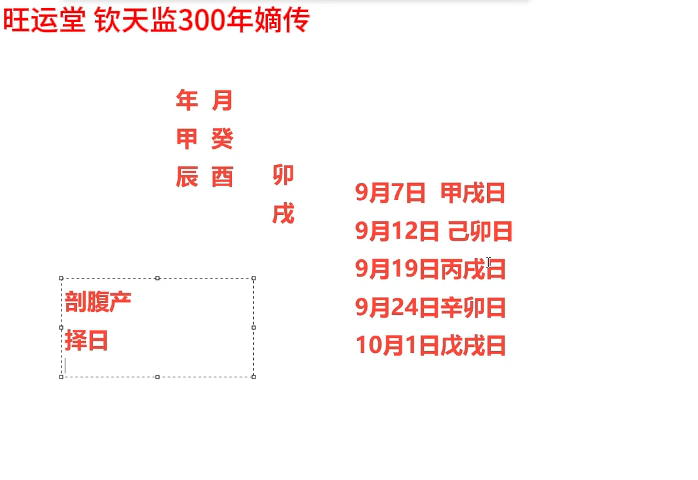 旺运堂 钦天监300年嫡传
年 月
甲 癸
辰 酉
卯
戌
9月7日 甲戌日
9月12日 己卯日
9月19日丙戌日
9月24日辛卯日
10月1日戊戌日
剖腹产
择日